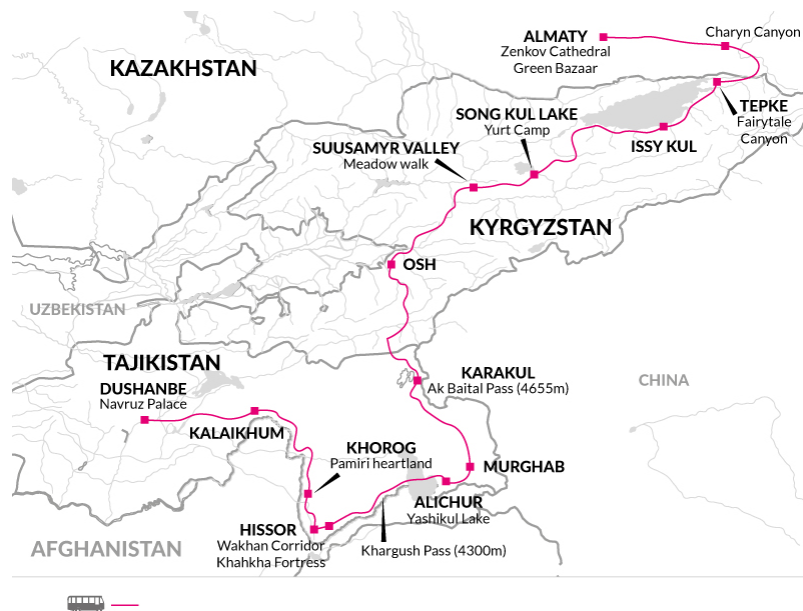 ALMATY
Zenkov Cathedral
Green Bazaar
Charyn Canyon
KAZAKHSTAN
TEPKE
Fairytale
Canyon
SONG KUL LAKE
Yurt Camp
ISSY KUL
SUUSAMYR VALLEY
Meadow walk
KYRGYZSTAN
OSH
UZBEKISTAN
TAJIKISTAN
DUSHANBE
Navruz Palace
KARAKUL
Ak Baital Pass (4655m)
CHINA
KALAIKHUM
KHOROG
Pamiri heartland
MURGHAB
ALICHUR
Yashikul Lake
HISSOR
Wakhan Corridor
Khahkha Fortress
Khargush Pass (4300m)
AFGHANISTAN